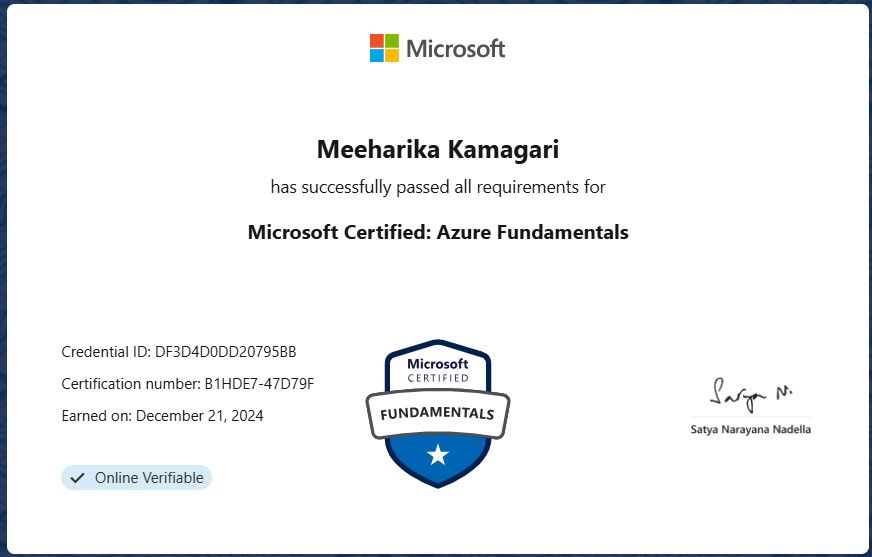 Microsoft
Meeharika Kamagari
has successfully passed all requirements for
Microsoft Certified: Azure Fundamentals
Credential ID: DF3D4D0DD20795BB
Certification number: B1HDE7-47D79F
Earned on: December 21, 2024
Online Verifiable
Microsoft
CERTIFIED
FUNDAMENTALS
Satya N.
Satya Narayana Nadella